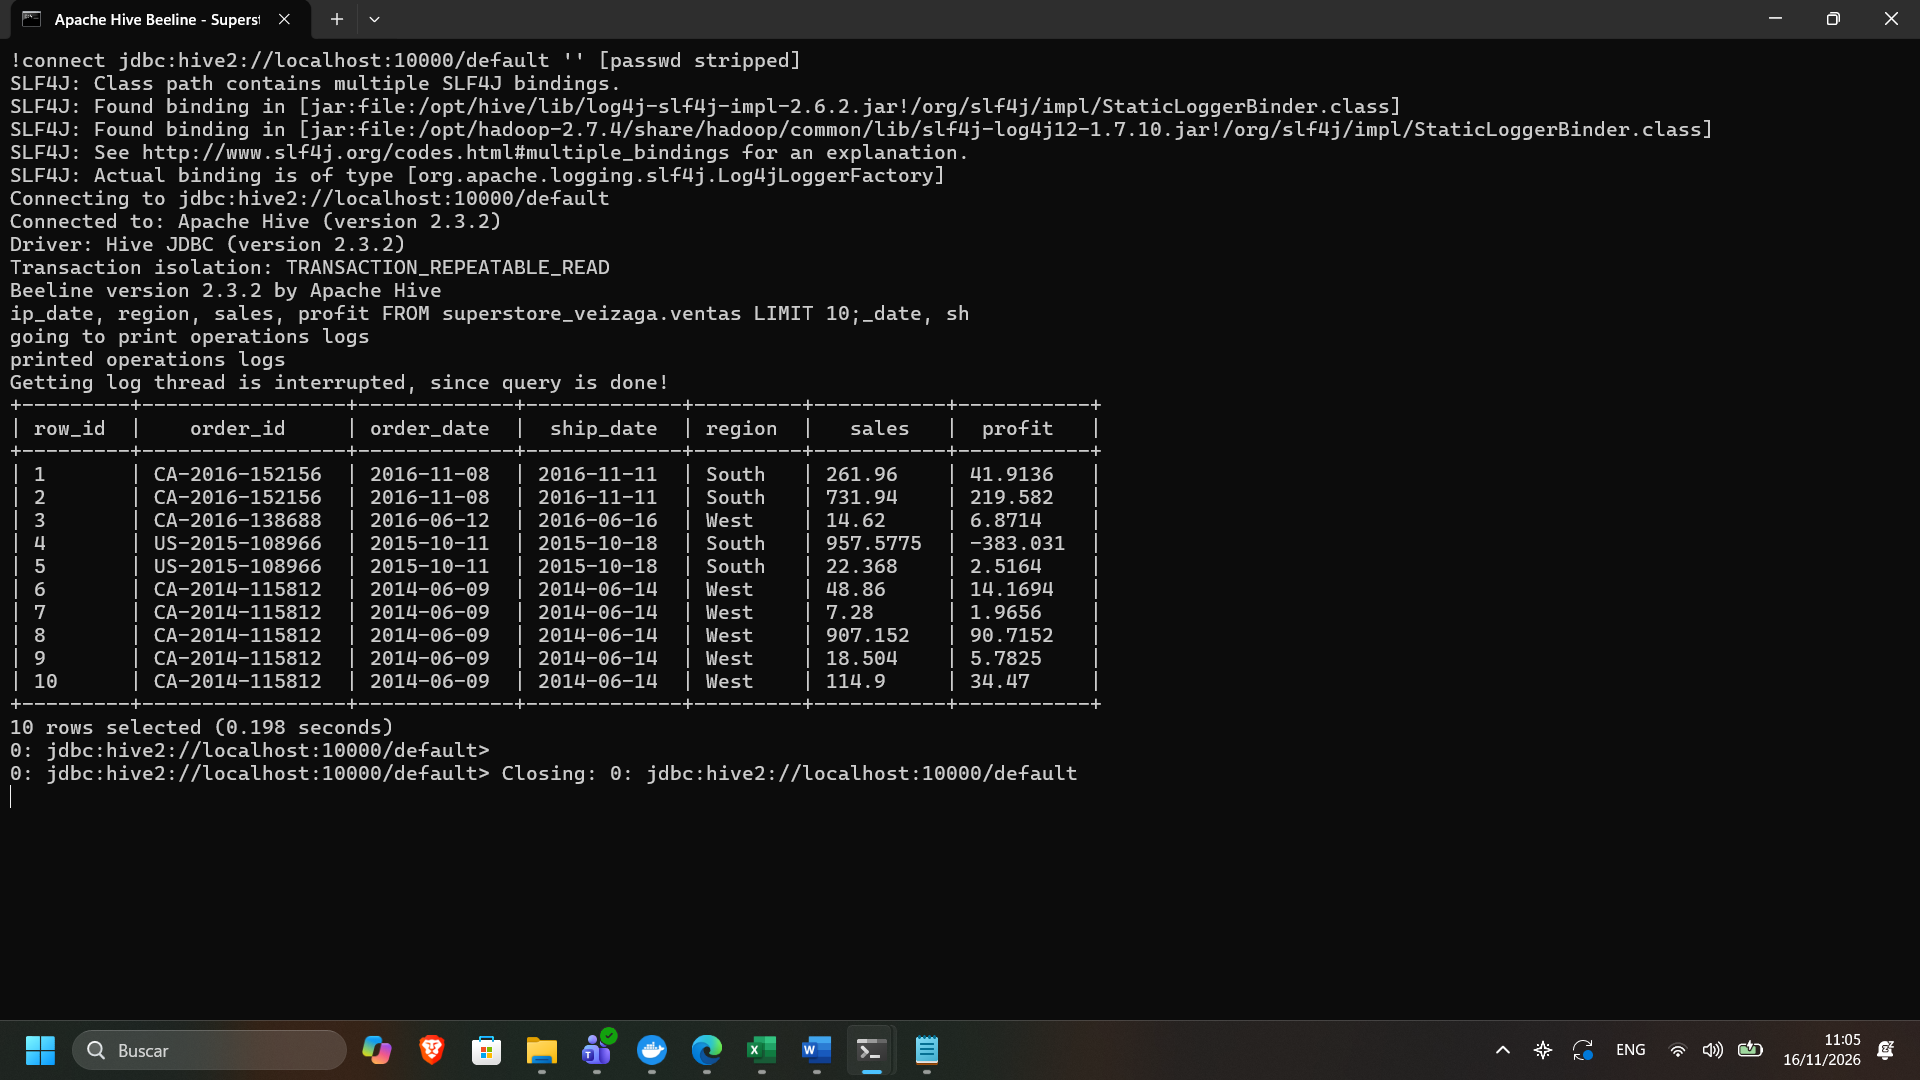 Apache Hive Beeline - Supers
!connect jdbc:hive2://localhost:10000/default '' [passwd stripped]
SLF4J: Class path contains multiple SLF4J bindings.
SLF4J: Found binding in [jar:file:/opt/hive/lib/log4j-slf4j-impl-2.6.2.jar!/org/slf4j/impl/StaticLoggerBinder.class]
SLF4J: Found binding in [jar:file:/opt/hadoop-2.7.4/share/hadoop/common/lib/slf4j-log4j12-1.7.10.jar!/org/slf4j/impl/StaticLoggerBinder.class]
SLF4J: See http://www.slf4j.org/codes.html#multiple_bindings for an explanation.
SLF4J: Actual binding is of type [org.apache.logging.slf4j.Log4jLoggerFactory]
Connecting to jdbc:hive2://localhost:10000/default
Connected to: Apache Hive (version 2.3.2)
Driver: Hive JDBC (version 2.3.2)
Transaction isolation: TRANSACTION_REPEATABLE_READ
Beeline version 2.3.2 by Apache Hive
ip_date, region, sales, profit FROM superstore_veizaga.ventas LIMIT 10;_date, sh
going to print operations logs
printed operations logs
Getting log thread is interrupted, since query is done!
+---------+-----------------+-------------+-------------+---------+-----------+-----------+
| row_id | order_id | order_date | ship_date | region | sales | profit |
+---------+-----------------+-------------+-------------+---------+-----------+-----------+
| 1 | CA-2016-152156 | 2016-11-08 | 2016-11-11 | South | 261.96 | 41.9136 |
| 2 | CA-2016-152156 | 2016-11-08 | 2016-11-11 | South | 731.94 | 219.582 |
| 3 | CA-2016-138688 | 2016-06-12 | 2016-06-16 | West | 14.62 | 6.8714 |
| 4 | US-2015-108966 | 2015-10-11 | 2015-10-18 | South | 957.5775 | -383.031 |
| 5 | US-2015-108966 | 2015-10-11 | 2015-10-18 | South | 22.368 | 2.5164 |
| 6 | CA-2014-115812 | 2014-06-09 | 2014-06-14 | West | 48.86 | 14.1694 |
| 7 | CA-2014-115812 | 2014-06-09 | 2014-06-14 | West | 7.28 | 1.9656 |
| 8 | CA-2014-115812 | 2014-06-09 | 2014-06-14 | West | 907.152 | 90.7152 |
| 9 | CA-2014-115812 | 2014-06-09 | 2014-06-14 | West | 18.504 | 5.7825 |
| 10 | CA-2014-115812 | 2014-06-09 | 2014-06-14 | West | 114.9 | 34.47 |
+---------+-----------------+-------------+-------------+---------+-----------+-----------+
10 rows selected (0.198 seconds)
0: jdbc:hive2://localhost:10000/default>
0: jdbc:hive2://localhost:10000/default> Closing: 0: jdbc:hive2://localhost:10000/default
Buscar
ENG
11:05
16/11/2026